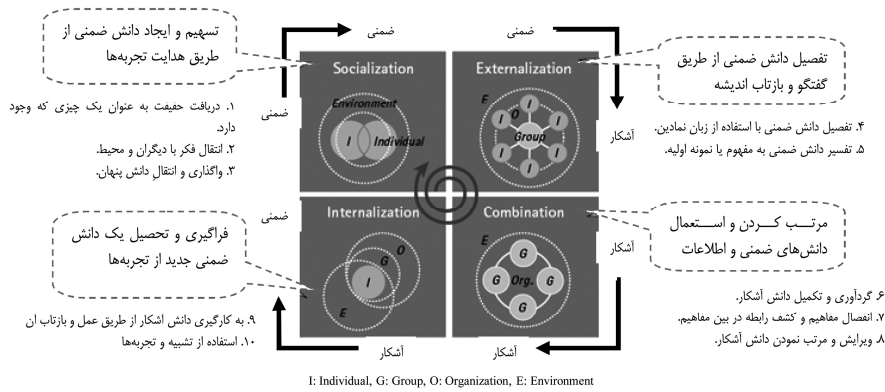 تسهیم و ایجاد دانش ضمنی از
طریق هدایت تجربه‌ها
ضمنی
ضمنی
تفصیل دانش ضمنی از طریق
گفتگو و بازتاب اندیشه
Socialization
Environment
I
Individual
Externalization
E
O
I
I
I
Group
I
I
I
ضمنی
آشکار
۱. دریافت حقیقت به عنوان یک چیزی که وجود
دارد.
۲. انتقال فکر با دیگران و محیط.
۳. واگذاری و انتقالِ دانش پنهان.
۴. تفصیل دانش ضمنی با استفاده از زبان نمادین.
۵. تفسیر دانش ضمنی به مفهوم یا نمونه اولیه.
فراگیری و تحصیل یک دانش
ضمنی جدید از تجربه‌ها
ضمنی
آشکار
مرتب کردن و استعمال
دانش‌های ضمنی و اطلاعات
Internalization
O
G
I
E
Combination
E
G
G
Org.
G
G
۶. گردآوری و تکمیل دانش آشکار.
۷. انفصال مفاهیم و کشف رابطه در بین مفاهیم.
۸. ویرایش و مرتب نمودن دانش آشکار.
۹. به کارگیری دانش اشکار از طریق عمل و بازتاب ان
۱۰. استفاده از تشبیه و تجربه‌ها
آشکار
آشکار
I: Individual, G: Group, O: Organization, E: Environment